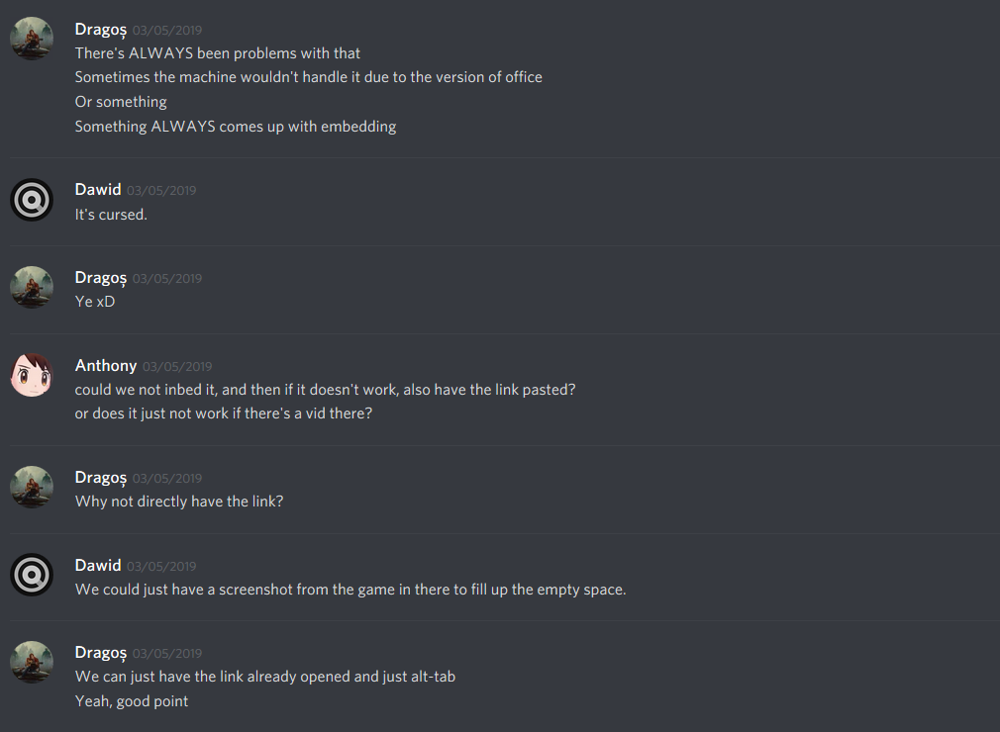 Dragoș 03/05/2019
There's ALWAYS been problems with that
Sometimes the machine wouldn't handle it due to the version of office
Or something
Something ALWAYS comes up with embedding
Dawid 03/05/2019
It's cursed.
Dragoș 03/05/2019
Ye xD
Anthony 03/05/2019
could we not inbed it, and then if it doesn't work, also have the link pasted?
or does it just not work if there's a vid there?
Dragoș 03/05/2019
Why not directly have the link?
Dawid 03/05/2019
We could just have a screenshot from the game in there to fill up the empty space.
Dragoș 03/05/2019
We can just have the link already opened and just alt-tab
Yeah, good point